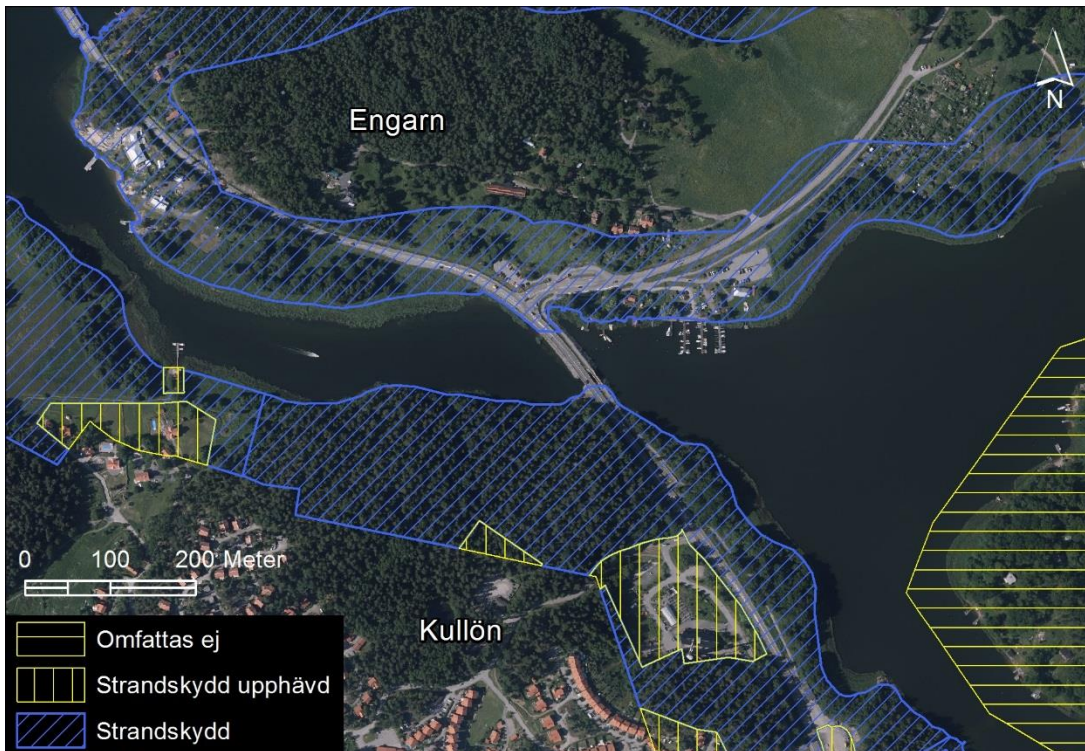 Engarn
N
0 100 200 Meter
Kullön
Omfattas ej
Strandskydd upphävd
Strandskydd